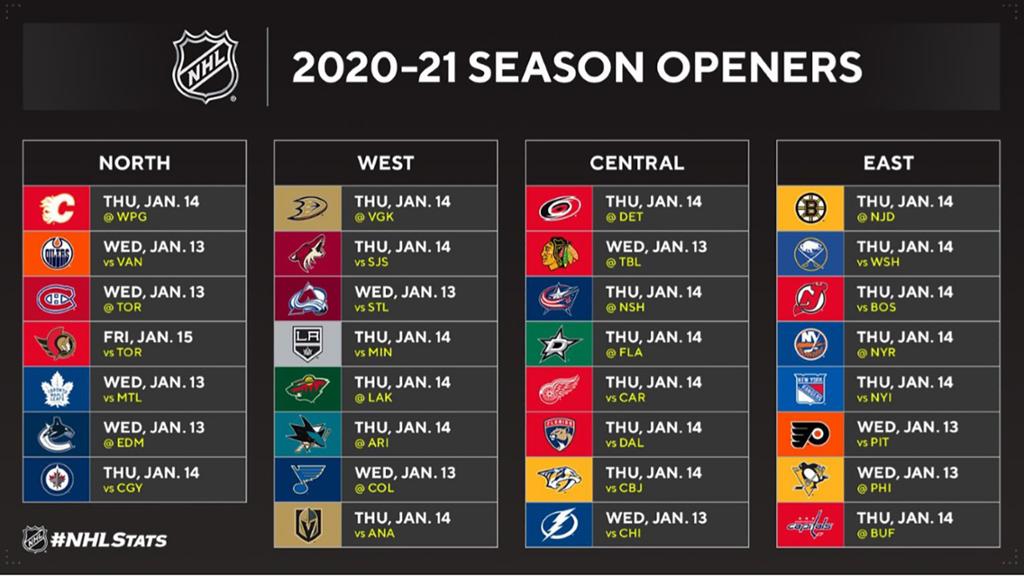 NHL
2020-21 SEASON OPENERS
NORTH
THU, JAN. 14
@ WPG
OILERS
WED, JAN. 13
vs VAN
WED, JAN. 13
@ TOR
FRI, JAN. 15
vs TOR
TORONTO
MAPLE
LEAFS
WED, JAN. 13
vs MTL
WED, JAN. 13
@ EDM
THU, JAN. 14
vs CGY
WEST
THU, JAN. 14
@ VGK
THU, JAN. 14
vs SJS
WED, JAN. 13
vs STL
LA
THU, JAN. 14
vs MIN
THU, JAN. 14
@ LAK
THU, JAN. 14
@ ARI
WED, JAN. 13
@ COL
THU, JAN. 14
vs ANA
CENTRAL
THU, JAN. 14
@ DET
WED, JAN. 13
@ TBL
THU, JAN. 14
@ NSH
THU, JAN. 14
@ FLA
THU, JAN. 14
vs CAR
FLORIDA
THU, JAN. 14
vs DAL
THU, JAN. 14
vs CBJ
WED, JAN. 13
vs CHI
EAST
B
THU, JAN. 14
@ NJD
THU, JAN. 14
vs WSH
THU, JAN. 14
vs BOS
THU, JAN. 14
@ NYR
NEW YORK
RANGERS
THU, JAN. 14
vs NYI
WED, JAN. 13
vs PIT
WED, JAN. 13
@ PHI
capitals
THU, JAN. 14
@ BUF
NHL
#NHLSTATS